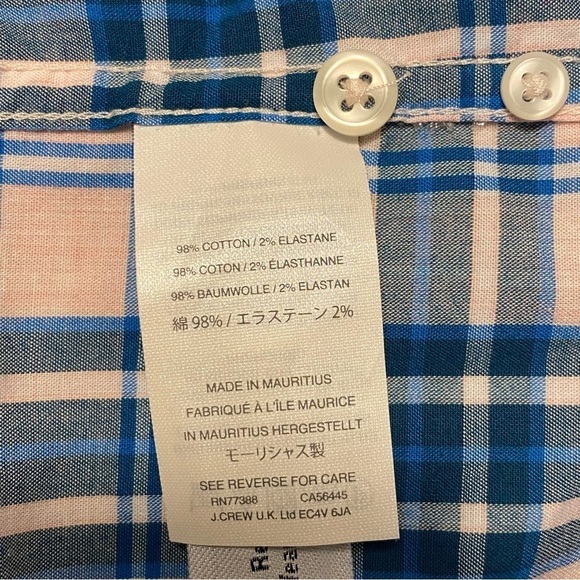 98% COTTON / 2% ELASTANE
98% COTON / 2% ÉLASTHANNE
98% BAUMWOLLE / 2% ELASTAN
綿 98% / エラステーン 2%
MADE IN MAURITIUS
FABRIQUÉ À L'ÎLE MAURICE
IN MAURITIUS HERGESTELLT
モーリシャス製
SEE REVERSE FOR CARE
RN77388 CA56445
J.CREW U.K. Ltd EC4V 6JA